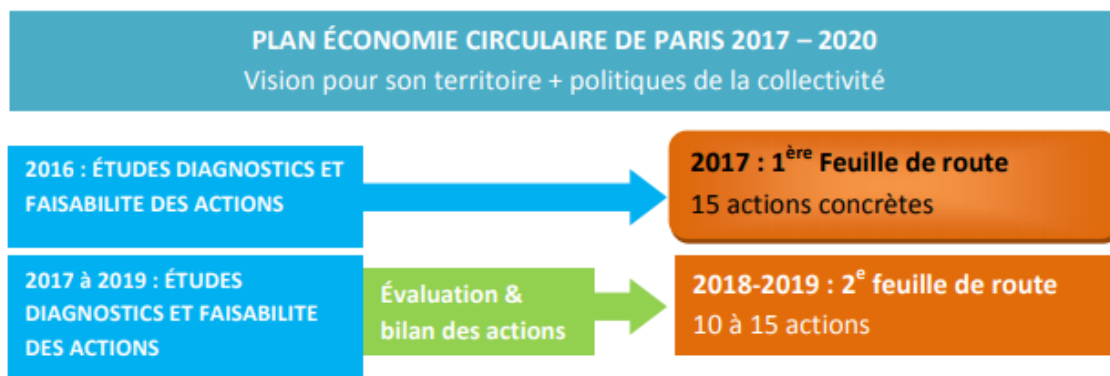 PLAN ÉCONOMIE CIRCULAIRE DE PARIS 2017 – 2020
Vision pour son territoire + politiques de la collectivité
2016 : ÉTUDES DIAGNOSTICS ET
FAISABILITE DES ACTIONS
2017 : 1ère Feuille de route
15 actions concrètes
2017 à 2019 : ÉTUDES
DIAGNOSTICS ET FAISABILITE
DES ACTIONS
Évaluation &
bilan des actions
2018-2019 : 2e feuille de route
10 à 15 actions